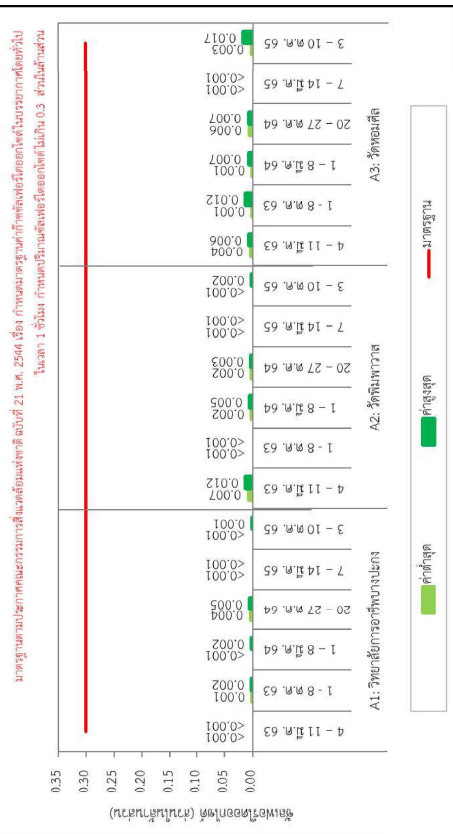 มาตรฐานตามประกาศคณะกรรมการสิ่งแวดล้อมแห่งชาติ ฉบับที่ 21 พ.ศ. 2544 เรื่อง กำหนดมาตรฐานค่าก๊าซซัลเฟอร์ไดออกไซด์ในบรรยากาศโดยทั่วไป
ในเวลา 1 ชั่วโมง กำหนดปริมาณซัลเฟอร์ไดออกไซด์ไม่เกิน 0.3 ส่วนในล้านส่วน
ซัลเฟอร์ไดออกไซด์ (ส่วนในล้านส่วน)
0.35
0.30
0.25
0.20
0.15
0.10
0.05
0.00
<0.001
<0.001
0.001
0.002
<0.001
0.002
0.004
0.005
<0.001
<0.001
<0.001
0.001
0.007
0.012
<0.001
<0.001
0.002
0.005
0.002
0.003
<0.001
<0.001
<0.001
0.002
0.004
0.006
0.001
0.012
0.001
0.007
0.006
0.007
<0.001
<0.001
0.003
0.017
4 – 11 มี.ค. 63
1 - 8 ต.ค. 63
1 – 8 มี.ค. 64
20 – 27 ต.ค. 64
7 – 14 มี.ค. 65
3 – 10 ต.ค. 65
4 – 11 มี.ค. 63
1 - 8 ต.ค. 63
1 – 8 มี.ค. 64
20 – 27 ต.ค. 64
7 – 14 มี.ค. 65
3 – 10 ต.ค. 65
4 – 11 มี.ค. 63
1 - 8 ต.ค. 63
1 – 8 มี.ค. 64
20 – 27 ต.ค. 64
7 – 14 มี.ค. 65
3 – 10 ต.ค. 65
A1: วิทยาลัยการอาชีพบางปะกง
A2: วัดพิมพาวาส
A3: วัดหอมศีล
ค่าต่ำสุด
ค่าสูงสุด
มาตรฐาน